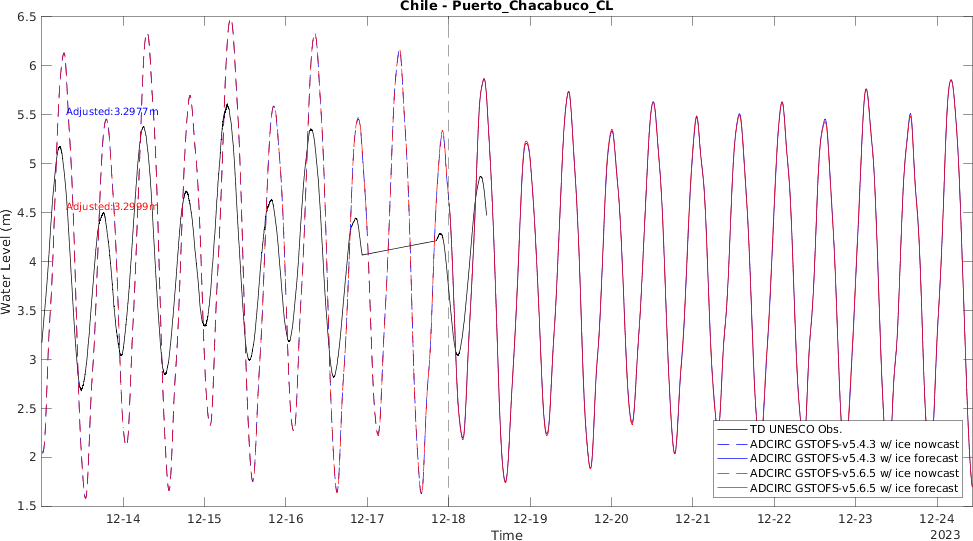 Chile - Puerto_Chacabuco_CL
6.5
6
5.5
5
4.5
4
3.5
3
2.5
2
1.5
Water Level (m)
Adjusted:3.2977m
Adjusted:3.2999m
TD UNESCO Obs.
ADCIRC GSTOFS-v5.4.3 w/ ice nowcast
ADCIRC GSTOFS-v5.4.3 w/ ice forecast
ADCIRC GSTOFS-v5.6.5 w/ ice nowcast
ADCIRC GSTOFS-v5.6.5 w/ ice forecast
12-14 12-15 12-16 12-17 12-18 12-19 12-20 12-21 12-22 12-23 12-24
Time
2023